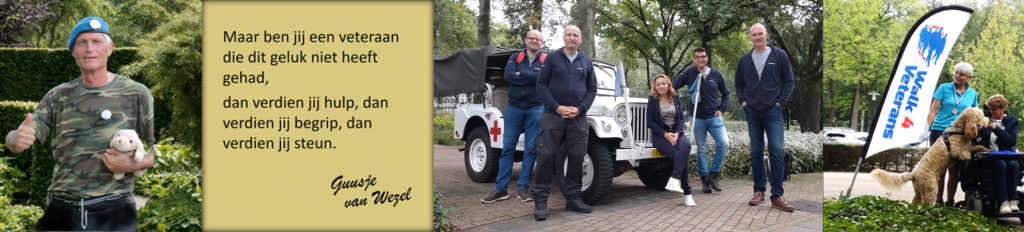 Maar ben jij een veteraan
die dit geluk niet heeft
gehad,
dan verdien jij hulp, dan
verdien jij begrip, dan
verdien jij steun.
Guusje
van Wezel
Walk 4
Veterans